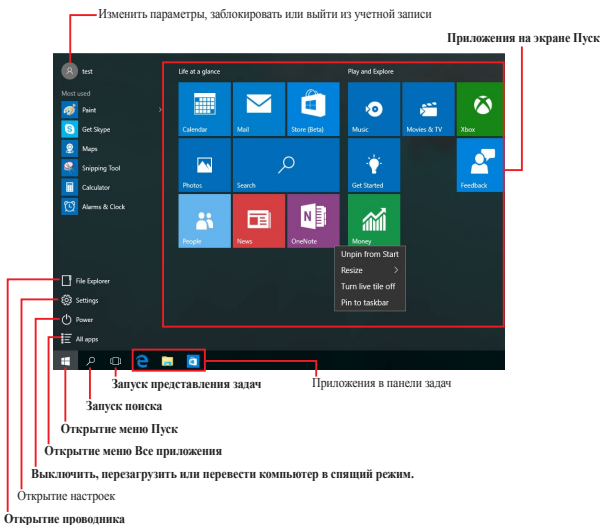 Изменить параметры, заблокировать или выйти из учетной записи
Приложения на экране Пуск
test
Life at a glance
Play and Explore
Most used
Paint
Get Skype
Maps
Snipping Tool
Calculator
Alarms & Clock
Calendar
Mail
Store (Beta)
Music
Movies & TV
Xbox
Photos
Search
Get Started
Feedback
People
News
OneNote
Money
Unpin from Start
Resize
Turn live tile off
Pin to taskbar
File Explorer
Settings
Power
All apps
Запуск представления задач
Приложения в панели задач
Запуск поиска
Открытие меню Пуск
Открытие меню Все приложения
Выключить, перезагрузить или перевести компьютер в спящий режим.
Открытие настроек
Открытие проводника